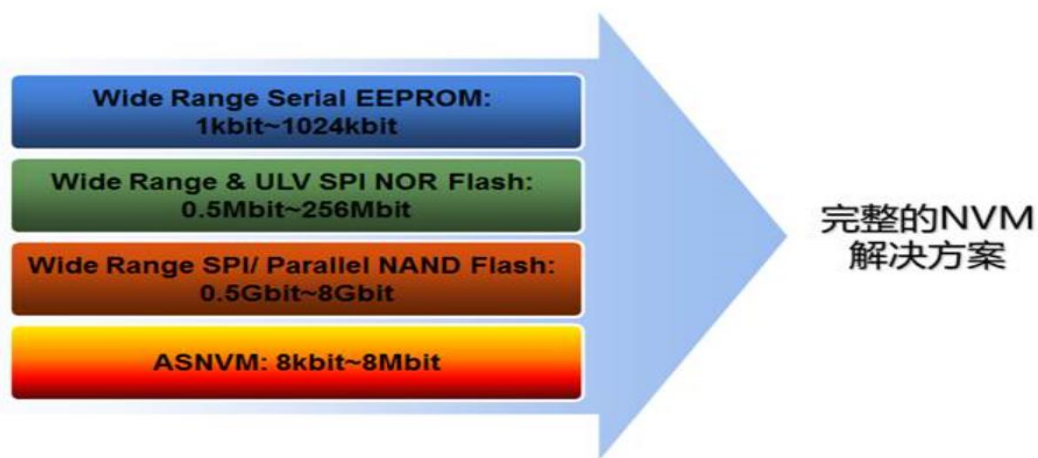 Wide Range Serial EEPROM:
1kbit~1024kbit
Wide Range & ULV SPI NOR Flash:
0.5Mbit~256Mbit
Wide Range SPI/ Parallel NAND Flash:
0.5Gbit~8Gbit
ASNVM: 8kbit~8Mbit
完整的NVM
解决方案